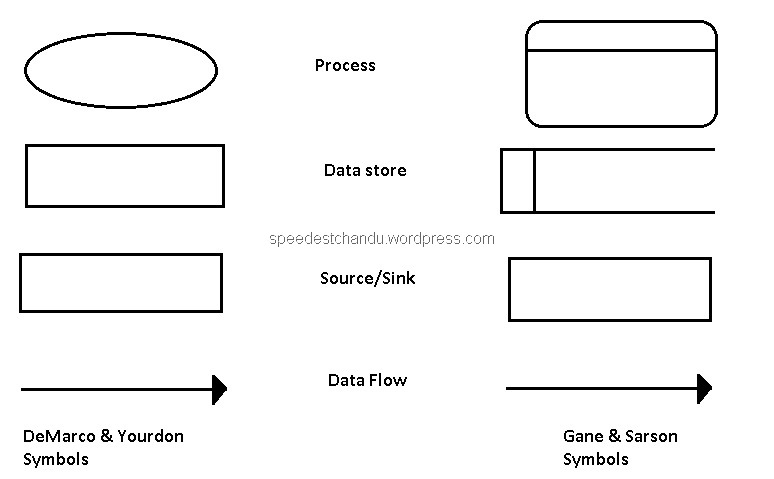 Process
Data store
speedestchandu.wordpress.com
Source/Sink
Data Flow
DeMarco & Yourdon
Symbols
Gane & Sarson
Symbols